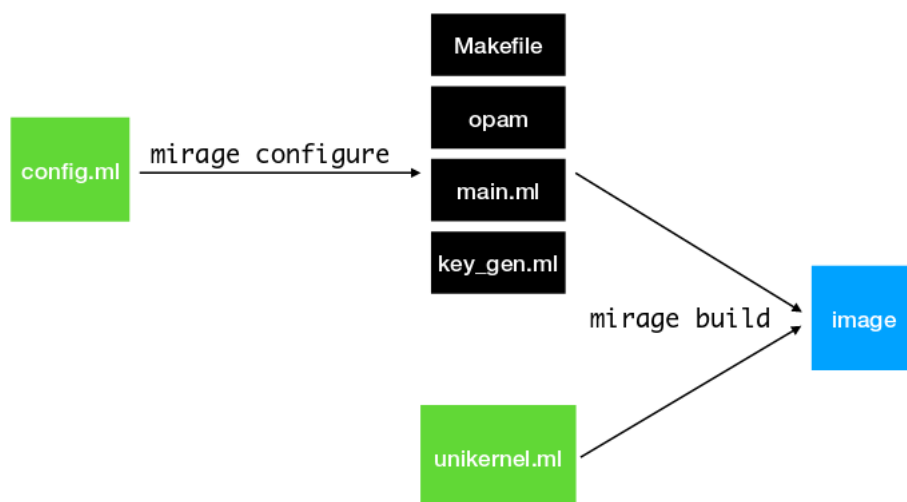 Makefile
opam
config.ml
mirage configure
main.ml
key_gen.ml
mirage build
image
unikernel.ml